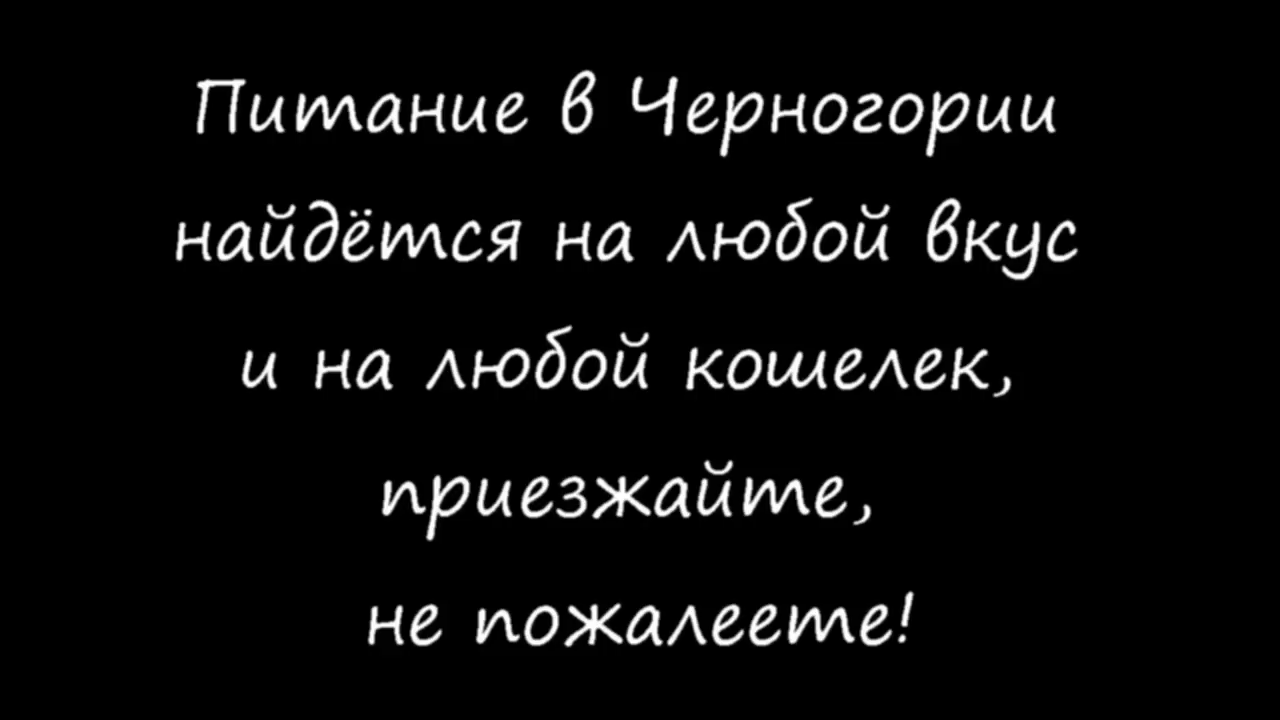 Питание в Черногории
найдётся на любой вкус
и на любой кошелек,
приезжайте,
не пожалеете!